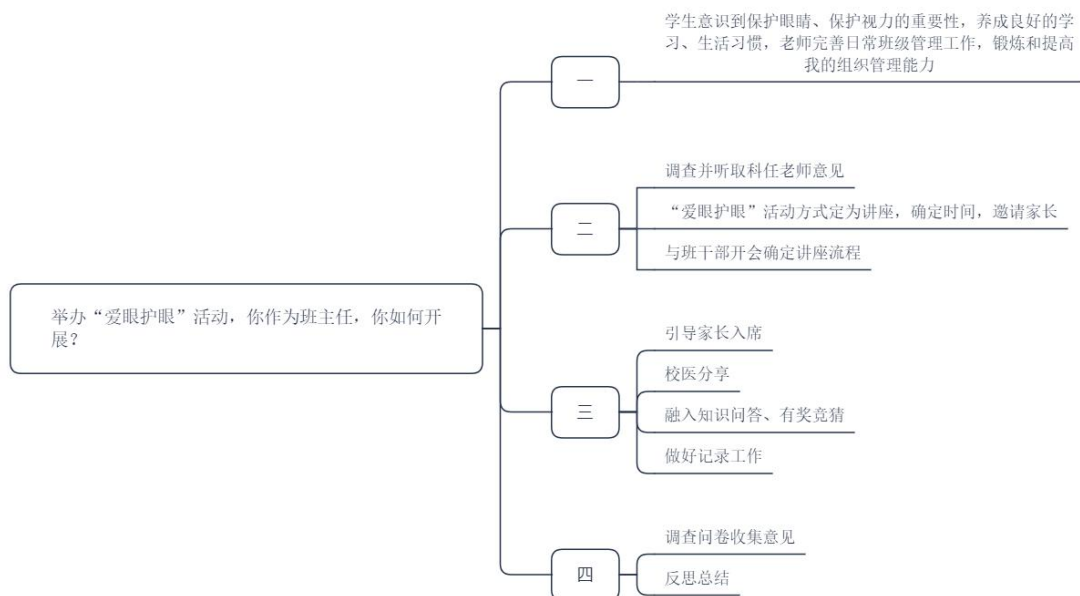 举办“爱眼护眼”活动，你作为班主任，你如何开
展？
一
学生意识到保护眼睛、保护视力的重要性，养成良好的学
习、生活习惯，老师完善日常班级管理工作，锻炼和提高
我的组织管理能力
二
调查并听取科任老师意见
“爱眼护眼”活动方式定为讲座，确定时间，邀请家长
与班干部开会确定讲座流程
三
引导家长入席
校医分享
融入知识问答、有奖竞猜
做好记录工作
四
调查问卷收集意见
反思总结